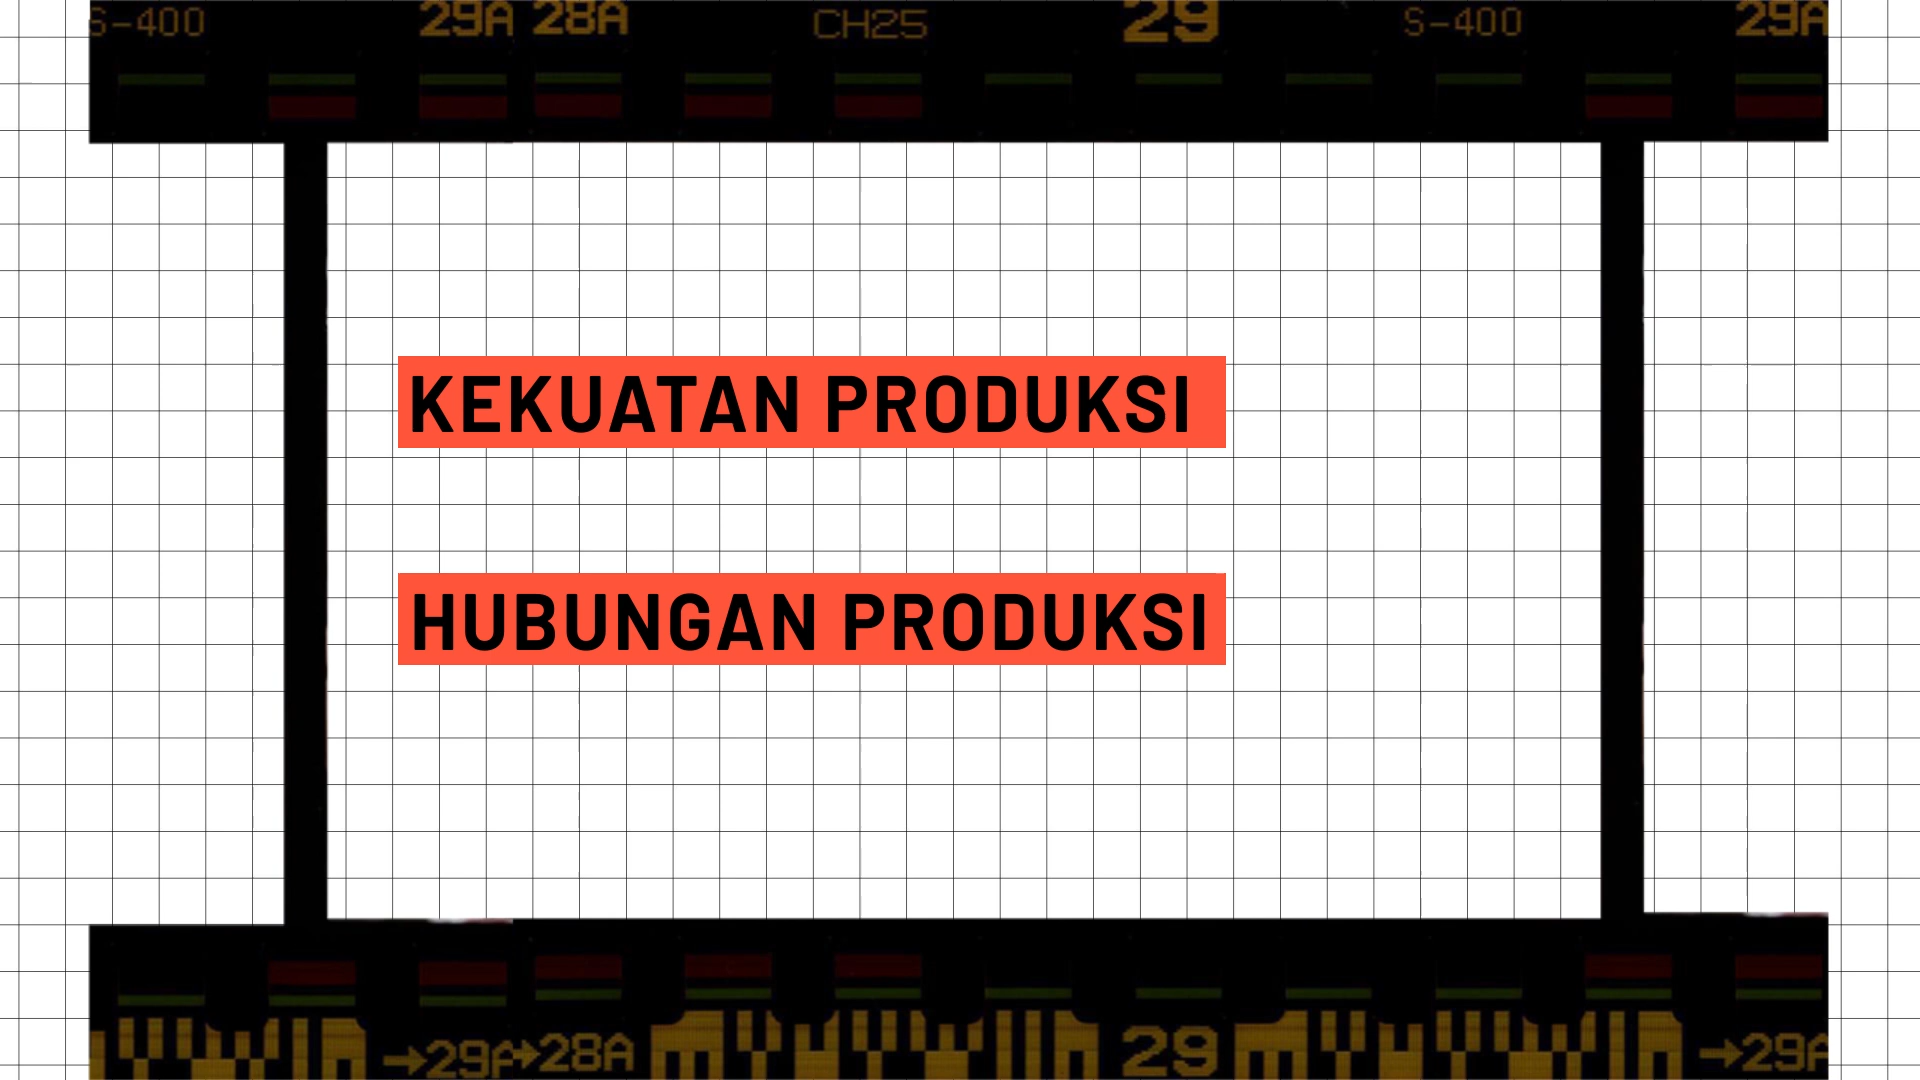 S-400 29A 28A CH25 29 S-400 29A
KEKUATAN PRODUKSI
HUBUNGAN PRODUKSI
→29A→28A 29 →29A